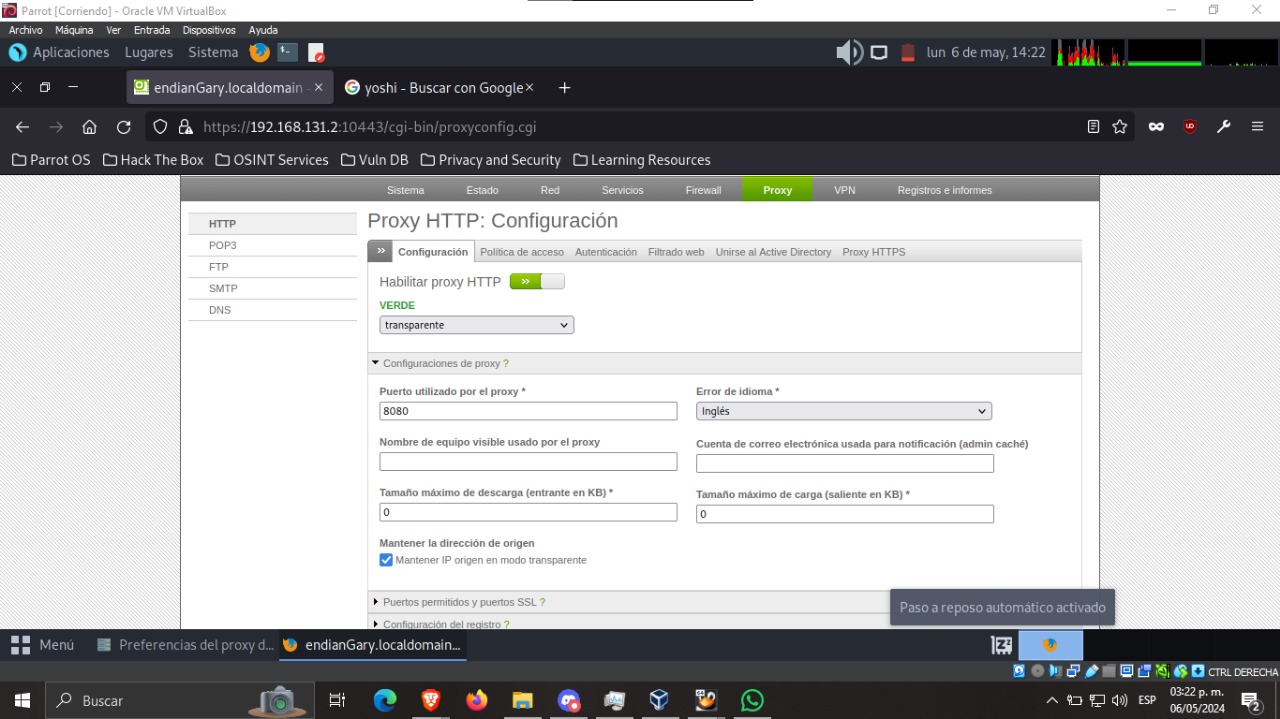 Parrot [Corriendo] - Oracle VM VirtualBox
Archivo Máquina Ver Entrada Dispositivos Ayuda
Aplicaciones Lugares Sistema lun 6 de may, 14:22
endianGary.localdomain - yoshi - Buscar con Google
https://192.168.131.2:10443/cgi-bin/proxyconfig.cgi
Parrot OS Hack The Box OSINT Services Vuln DB Privacy and Security Learning Resources
Sistema Estado Red Servicios Firewall Proxy VPN Registros e informes
HTTP
POP3
FTP
SMTP
DNS
Proxy HTTP: Configuración
» Configuración Política de acceso Autenticación Filtrado web Unirse al Active Directory Proxy HTTPS
Habilitar proxy HTTP »
VERDE
transparente
Configuraciones de proxy ?
Puerto utilizado por el proxy * Error de idioma *
8080 Inglés
Nombre de equipo visible usado por el proxy Cuenta de correo electrónica usada para notificación (admin caché)
Tamaño máximo de descarga (entrante en KB) * Tamaño máximo de carga (saliente en KB) *
0 0
Mantener la dirección de origen
Mantener IP origen en modo transparente
Puertos permitidos y puertos SSL ?
Configuración del registro ?
Paso a reposo automático activado
Menú Preferencias del proxy d... endianGary.localdomain...
CTRL DERECHA
Buscar ESP 03:22 p. m.
06/05/2024 2